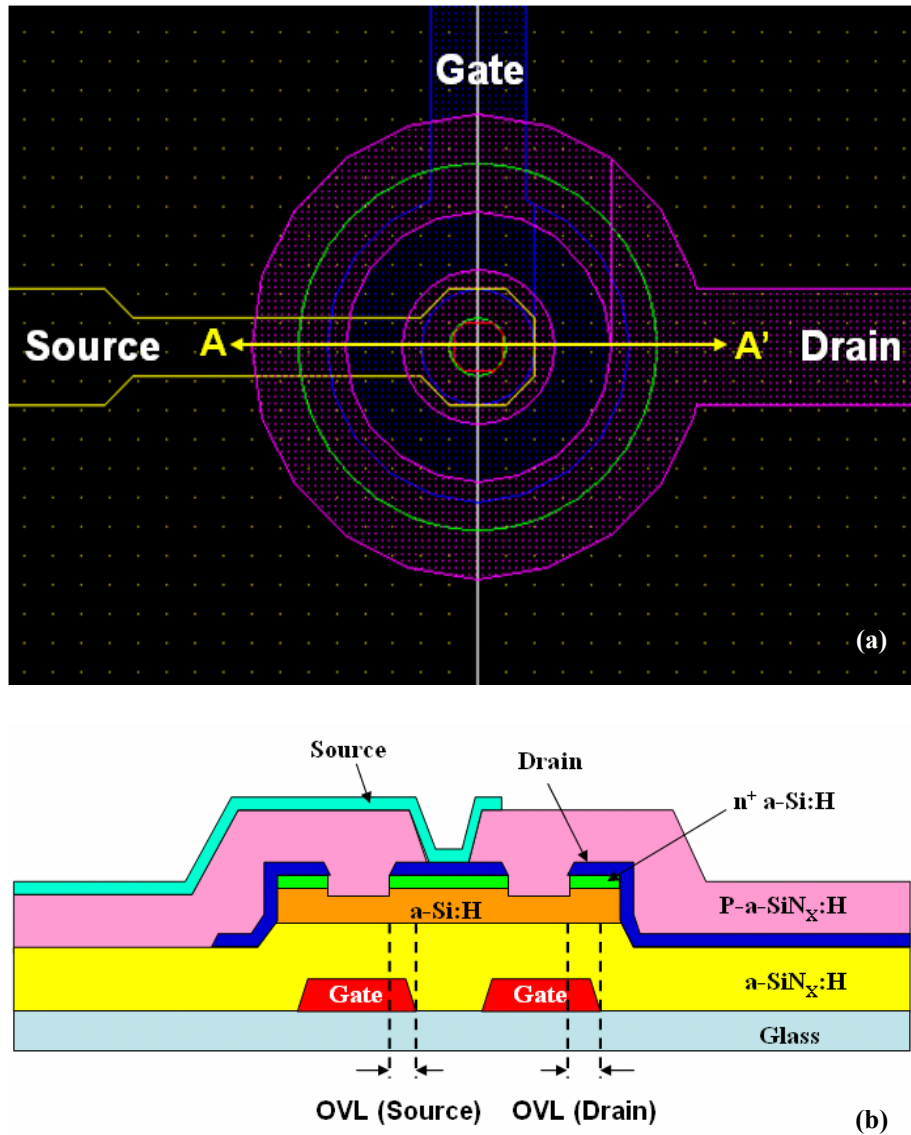 Gate
Source
A
A'
Drain
(a)
Source
Drain
n+ a-Si:H
a-Si:H
P-a-SiNX:H
Gate
Gate
a-SiNX:H
Glass
OVL (Source)
OVL (Drain)
(b)